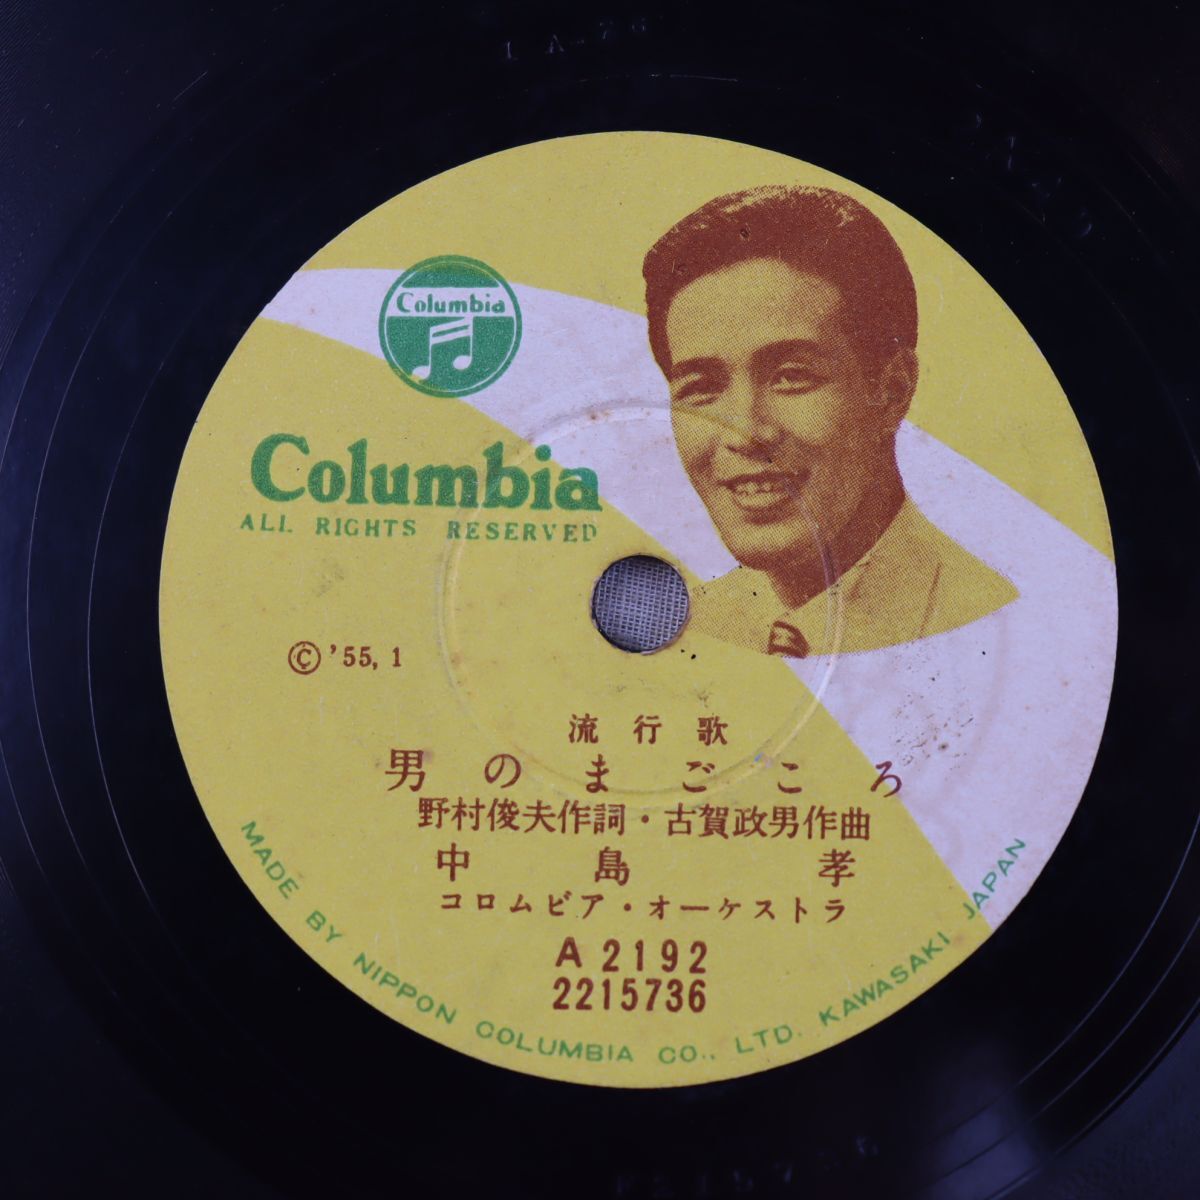 Columbia
Columbia
ALL RIGHTS RESERVED
©'55,1
流行歌
男のまごころ
野村俊夫作詞・古賀政男作曲
中島孝
コロムビア・オーケストラ
A 2192
2215736
MADE BY NIPPON COLUMBIA CO., LTD. KAWASAKI JAPAN